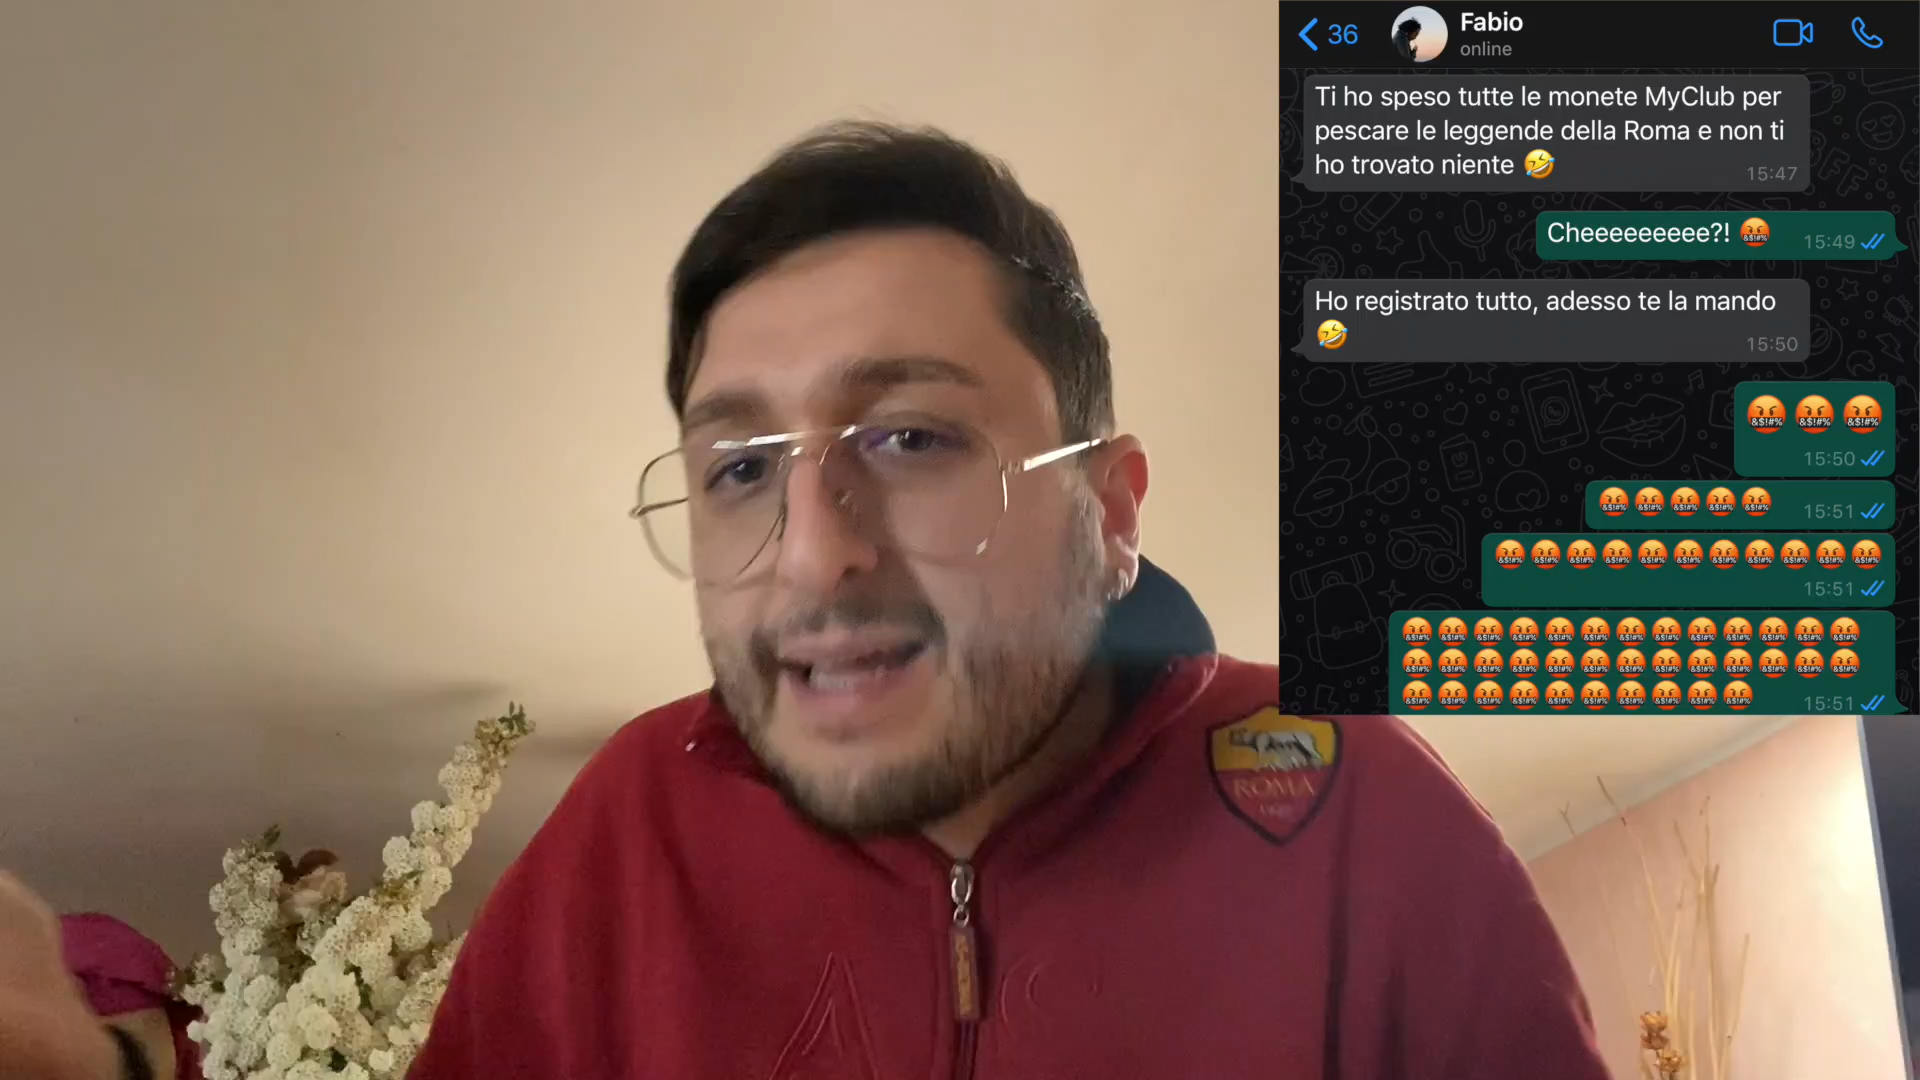 36
Fabio
online
Ti ho speso tutte le monete MyClub per
pescare le leggende della Roma e non ti
ho trovato niente 🤣
15:47
Cheeeeeeeee?! 🤬
15:49
Ho registrato tutto, adesso te la mando
🤣
15:50
🤬🤬🤬
15:50
🤬🤬🤬🤬🤬
15:51
🤬🤬🤬🤬🤬🤬🤬🤬🤬🤬🤬
15:51
🤬🤬🤬🤬🤬🤬🤬🤬🤬🤬🤬🤬🤬
🤬🤬🤬🤬🤬🤬🤬🤬🤬🤬🤬🤬🤬
🤬🤬🤬🤬🤬🤬🤬🤬🤬🤬
15:51
ROMA
1927